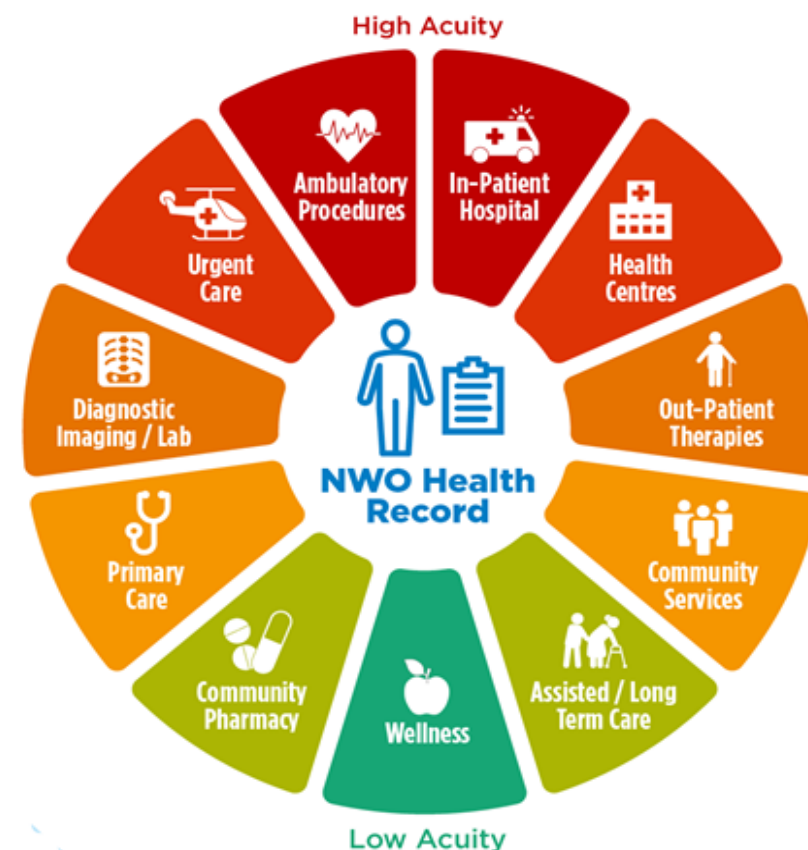 High Acuity
Ambulatory
Procedures
In-Patient
Hospital
Urgent
Care
Health
Centres
Diagnostic
Imaging / Lab
Out-Patient
Therapies
NWO Health
Record
Primary
Care
Community
Services
Community
Pharmacy
Assisted / Long
Term Care
Wellness
Low Acuity